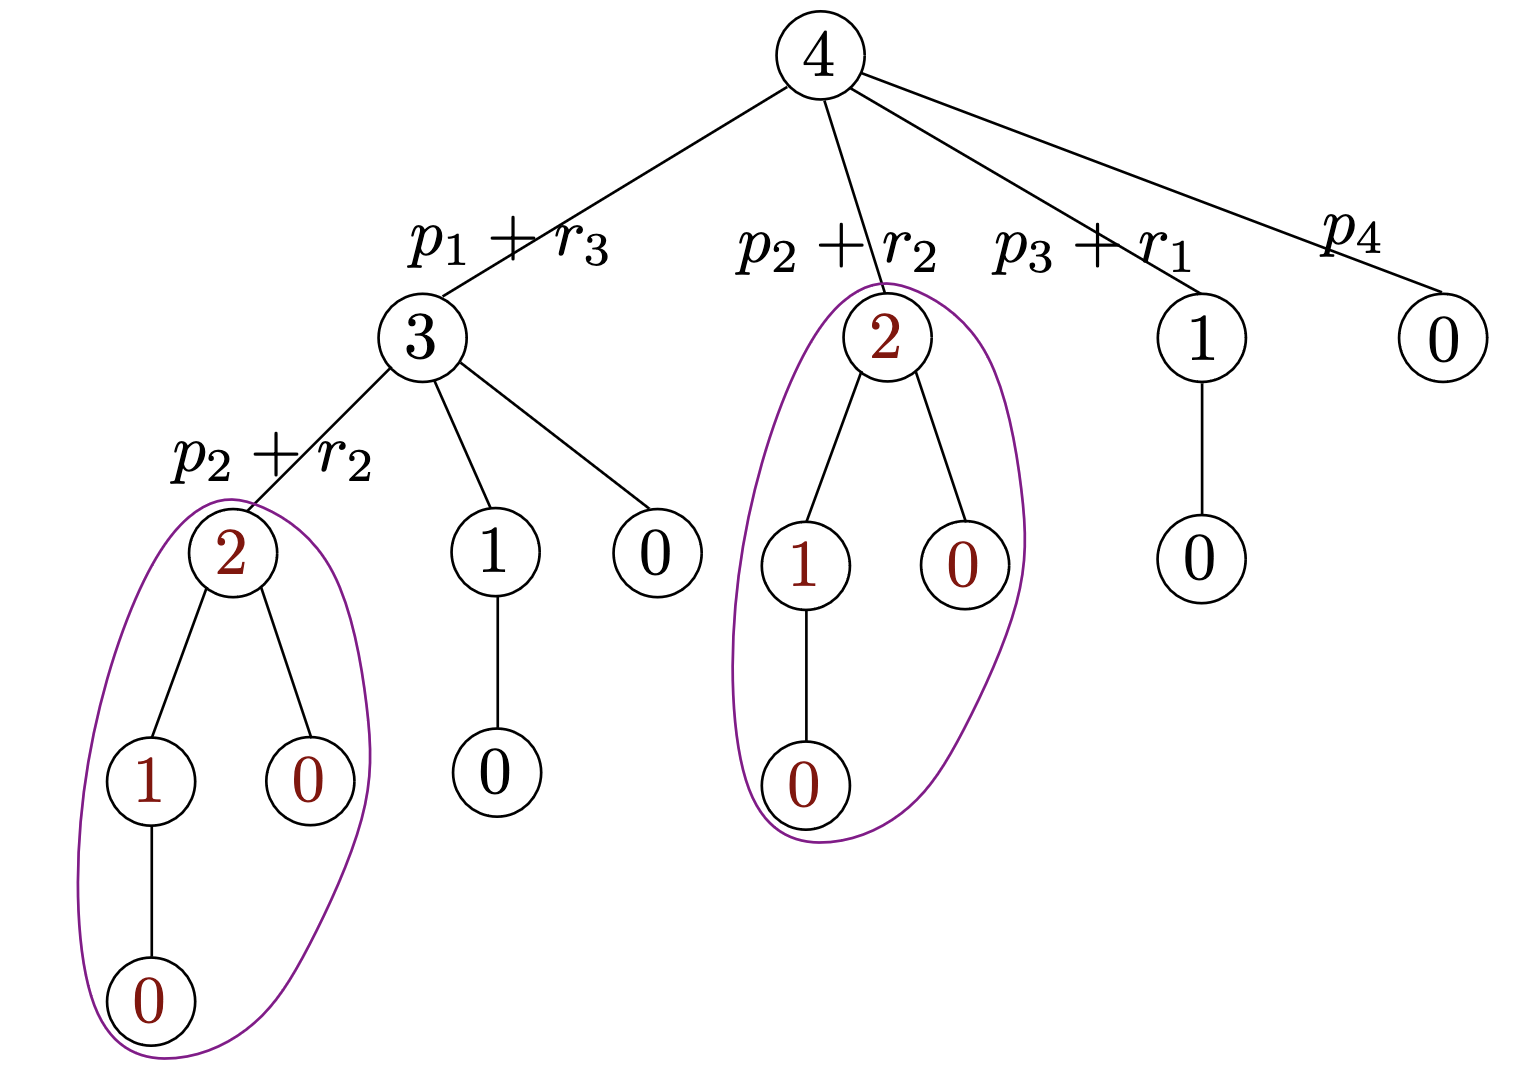 4
p₁ + r₃ p₂ + r₂ p₃ + r₁ p₄
3 2 1 0
p₂ + r₂
2 1 0 1 0 0
1 0 0 0
0